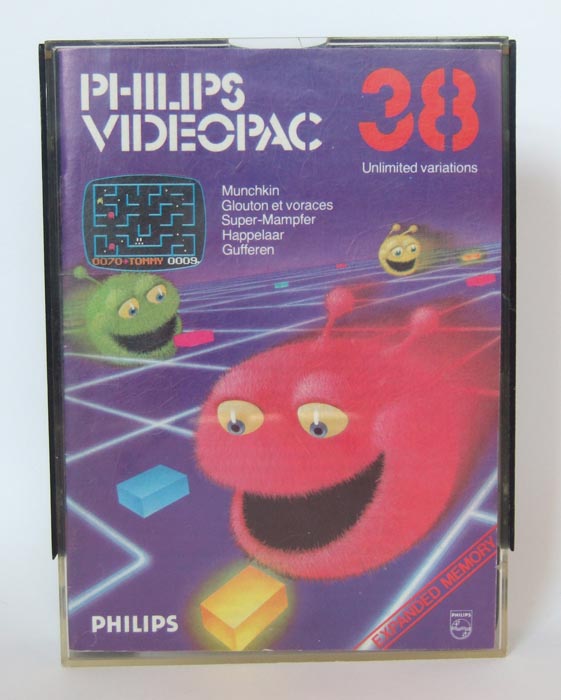 PHILIPS
VIDEOPAC
38
Unlimited variations
Munchkin
Glouton et voraces
Super-Mampfer
Happelaar
Gufferen
0070+TOMMY 0009
EXPANDED MEMORY
PHILIPS
PHILIPS